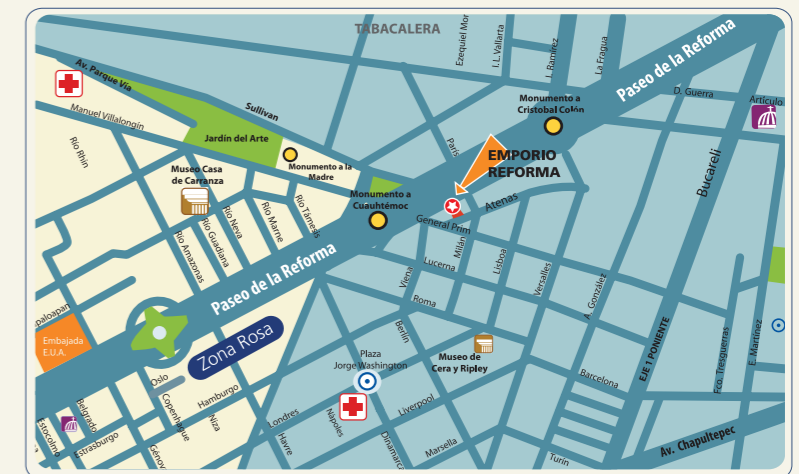 TABACALERA
Ezequiel Mor
I.L. Vallarta
I. Ramírez
La Fragua
Paseo de la Reforma
D. Guerra
Artículo
Av. Parque Vía
Sullivan
Manuel Villalongín
Jardín del Arte
Monumento a
Cristobal Colón
Río Rhin
París
EMPORIO
REFORMA
Museo Casa
de Carranza
Monumento a la
Madre
Monumento a
Cuauhtémoc
Bucareli
Río Amazonas
Río Guadiana
Río Neva
Río Marne
Río Támesis
General Prim
Atenas
Milán
Lucerna
Lisboa
Versalles
Viena
Roma
A. González
Paseo de la Reforma
paloapan
Embajada
E.U.A.
Zona Rosa
Berlín
Plaza
Jorge Washington
Museo de
Cera y Ripley
Barcelona
EJE 1 PONIENTE
Fco. Tresguerras
E. Martínez
Oslo
Copenhague
Hamburgo
Niza
Londres
Havre
Nápoles
Dinamarca
Liverpool
Marsella
Turín
Av. Chapultepec
Belgrado
Estocolmo
Estrasburgo
Génov